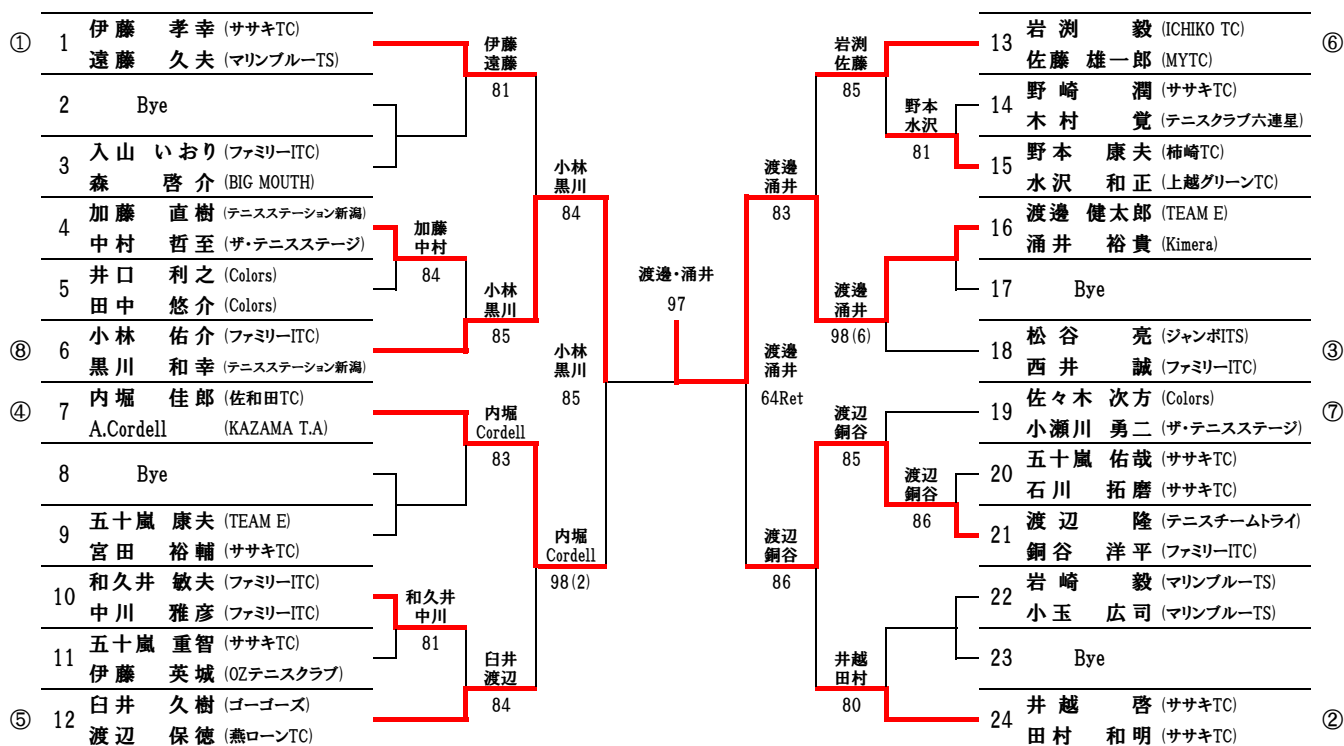 ① 1 伊藤 孝幸 (ササキTC)
遠藤 久夫 (マリンブルーTS)
2 Bye
3 入山 いおり (ファミリーITC)
森 啓介 (BIG MOUTH)
4 加藤 直樹 (テニスステーション新潟)
中村 哲至 (ザ・テニスステージ)
5 井口 利之 (Colors)
田中 悠介 (Colors)
⑧ 6 小林 佑介 (ファミリーITC)
黒川 和幸 (テニスステーション新潟)
④ 7 内堀 佳郎 (佐和田TC)
A.Cordell (KAZAMA T.A)
8 Bye
9 五十嵐 康夫 (TEAM E)
宮田 裕輔 (ササキTC)
10 和久井 敏夫 (ファミリーITC)
中川 雅彦 (ファミリーITC)
11 五十嵐 重智 (ササキTC)
伊藤 英城 (OZテニスクラブ)
⑤ 12 臼井 久樹 (ゴーゴーズ)
渡辺 保徳 (燕ローンTC)
加藤
中村
84
和久井
中川
81
伊藤
遠藤
81
小林
黒川
85
内堀
Cordell
83
臼井
渡辺
84
小林
黒川
84
内堀
Cordell
98(2)
小林
黒川
85
渡邊・涌井
97
渡邊
涌井
64Ret
渡邊
涌井
83
渡辺
銅谷
86
岩渕
佐藤
85
渡邊
涌井
98(6)
渡辺
銅谷
85
井越
田村
80
野本
水沢
81
渡辺
銅谷
86
13 岩渕 毅 (ICHIKO TC) ⑥
佐藤 雄一郎 (MYTC)
14 野崎 潤 (ササキTC)
木村 覚 (テニスクラブ六連星)
15 野本 康夫 (柿崎TC)
水沢 和正 (上越グリーンTC)
16 渡邊 健太郎 (TEAM E)
涌井 裕貴 (Kimera)
17 Bye
18 松谷 亮 (ジャンボITS) ③
西井 誠 (ファミリーITC)
19 佐々木 次方 (Colors) ⑦
小瀬川 勇二 (ザ・テニスステージ)
20 五十嵐 佑哉 (ササキTC)
石川 拓磨 (ササキTC)
21 渡辺 隆 (テニスチームトライ)
銅谷 洋平 (ファミリーITC)
22 岩崎 毅 (マリンブルーTS)
小玉 広司 (マリンブルーTS)
23 Bye
24 井越 啓 (ササキTC) ②
田村 和明 (ササキTC)